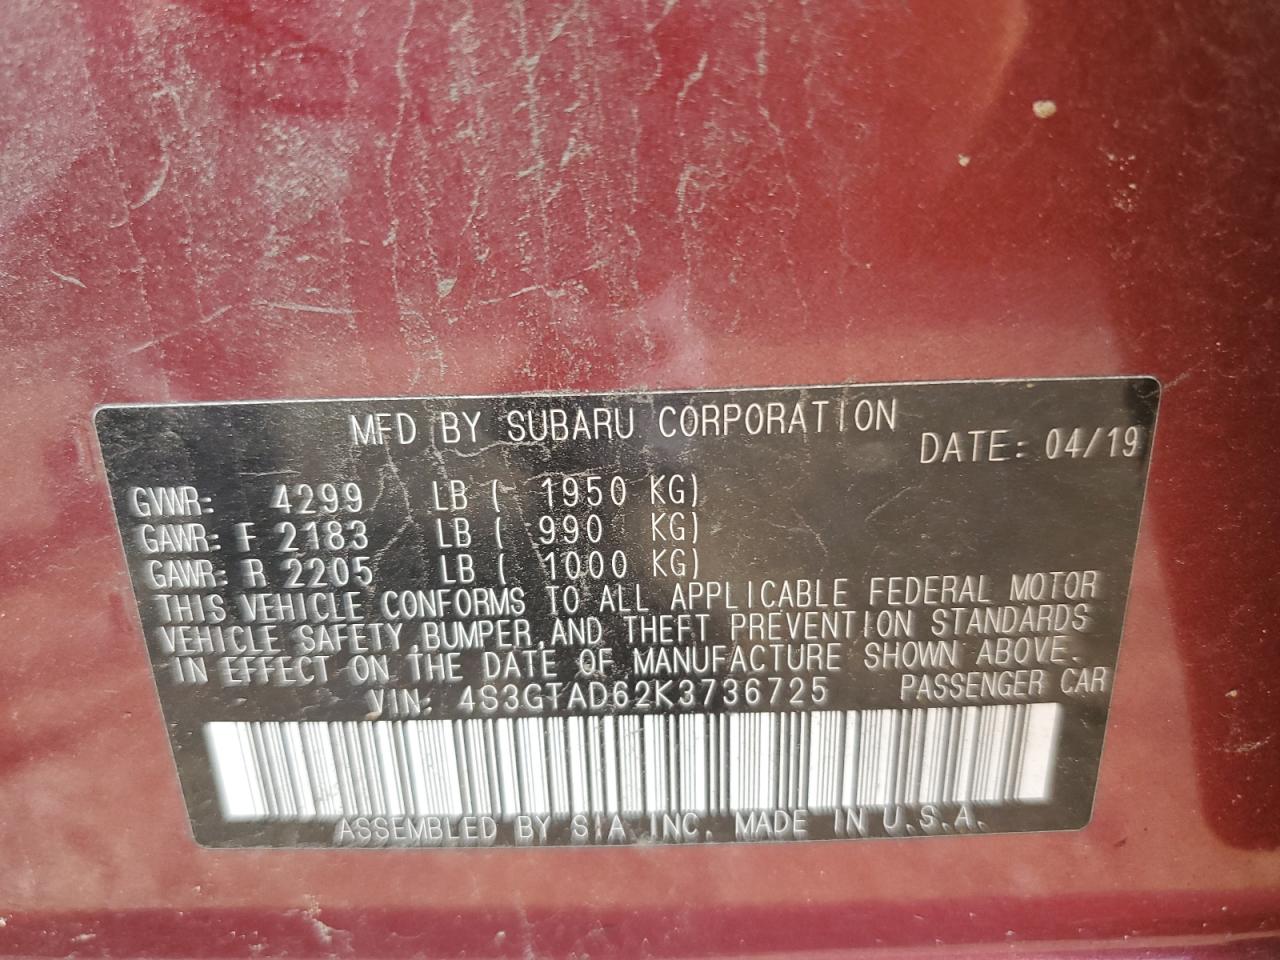 MFD BY SUBARU CORPORATION
DATE: 04/19
GVWR: 4299 LB ( 1950 KG)
GAWR: F 2183 LB ( 990 KG)
GAWR: R 2205 LB ( 1000 KG)
THIS VEHICLE CONFORMS TO ALL APPLICABLE FEDERAL MOTOR
VEHICLE SAFETY, BUMPER, AND THEFT PREVENTION STANDARDS
IN EFFECT ON THE DATE OF MANUFACTURE SHOWN ABOVE.
VIN: 4S3GTAD62K3736725 PASSENGER CAR
ASSEMBLED BY SIA INC. MADE IN U.S.A.